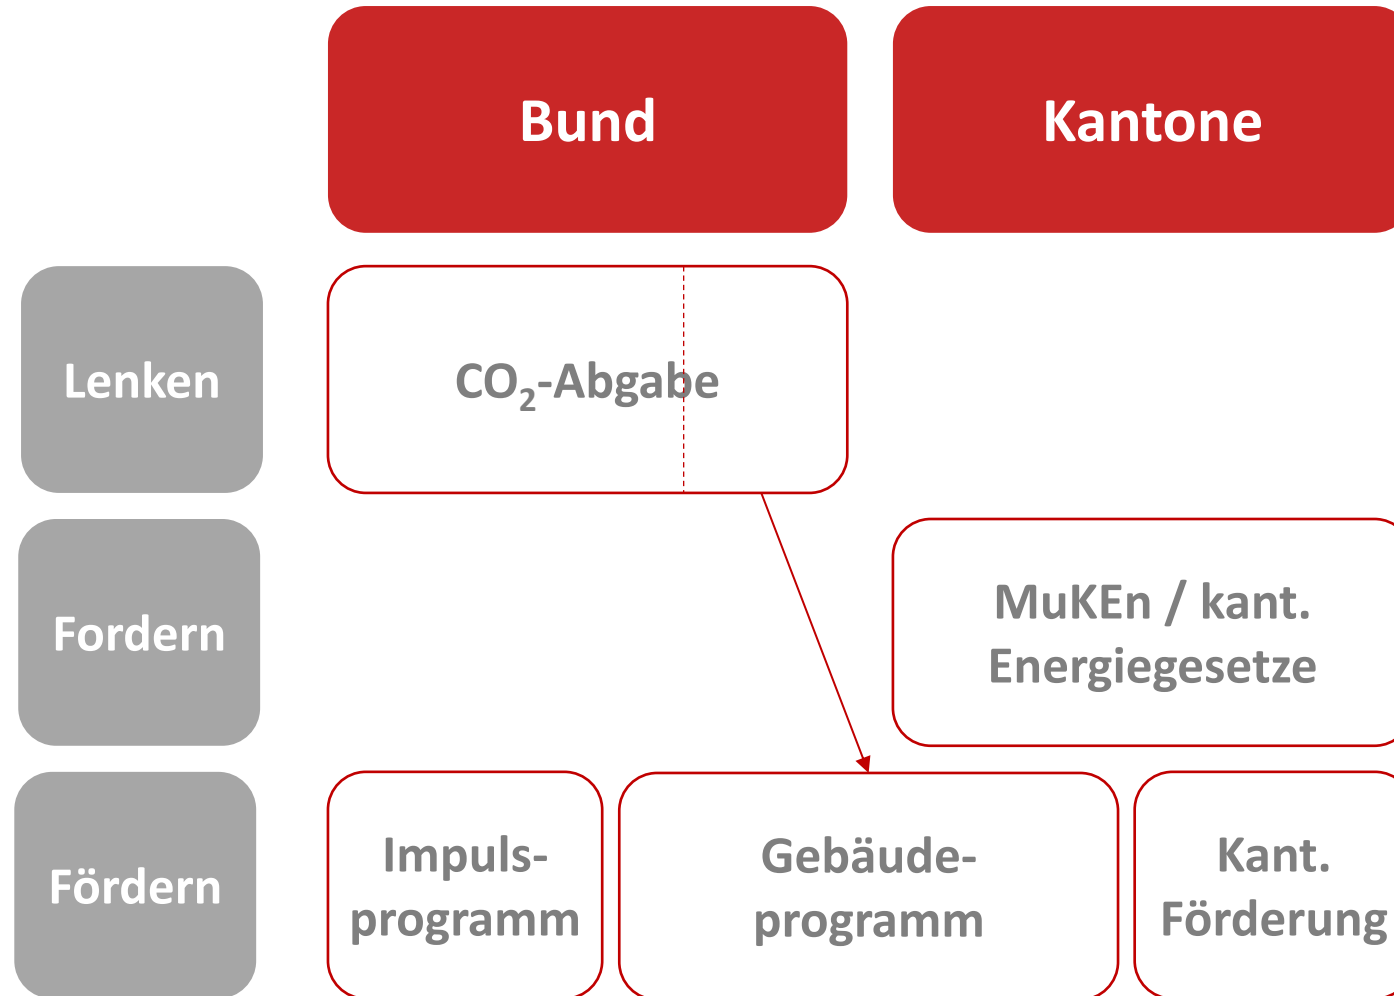 Bund
Kantone
Lenken
CO₂-Abgabe
Fordern
MuKEn / kant.
Energiegesetze
Fördern
Impuls-
programm
Gebäude-
programm
Kant.
Förderung